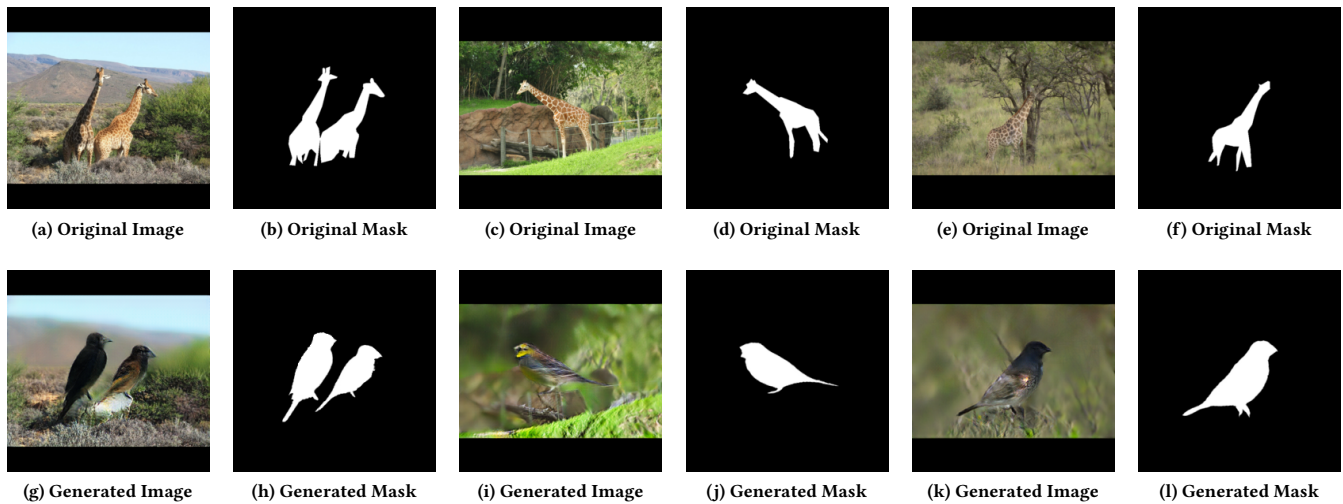 (a) Original Image
(b) Original Mask
(c) Original Image
(d) Original Mask
(e) Original Image
(f) Original Mask
(g) Generated Image
(h) Generated Mask
(i) Generated Image
(j) Generated Mask
(k) Generated Image
(l) Generated Mask